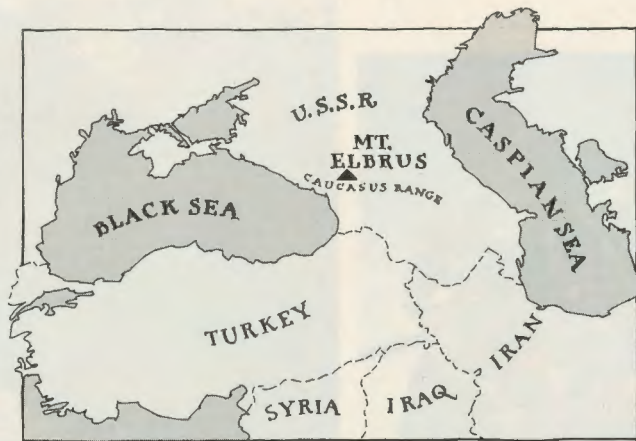 U.S.S.R.
MT.
ELBRUS
CAUCASUS RANGE
CASPIAN SEA
BLACK SEA
TURKEY
IRAN
SYRIA
IRAQ